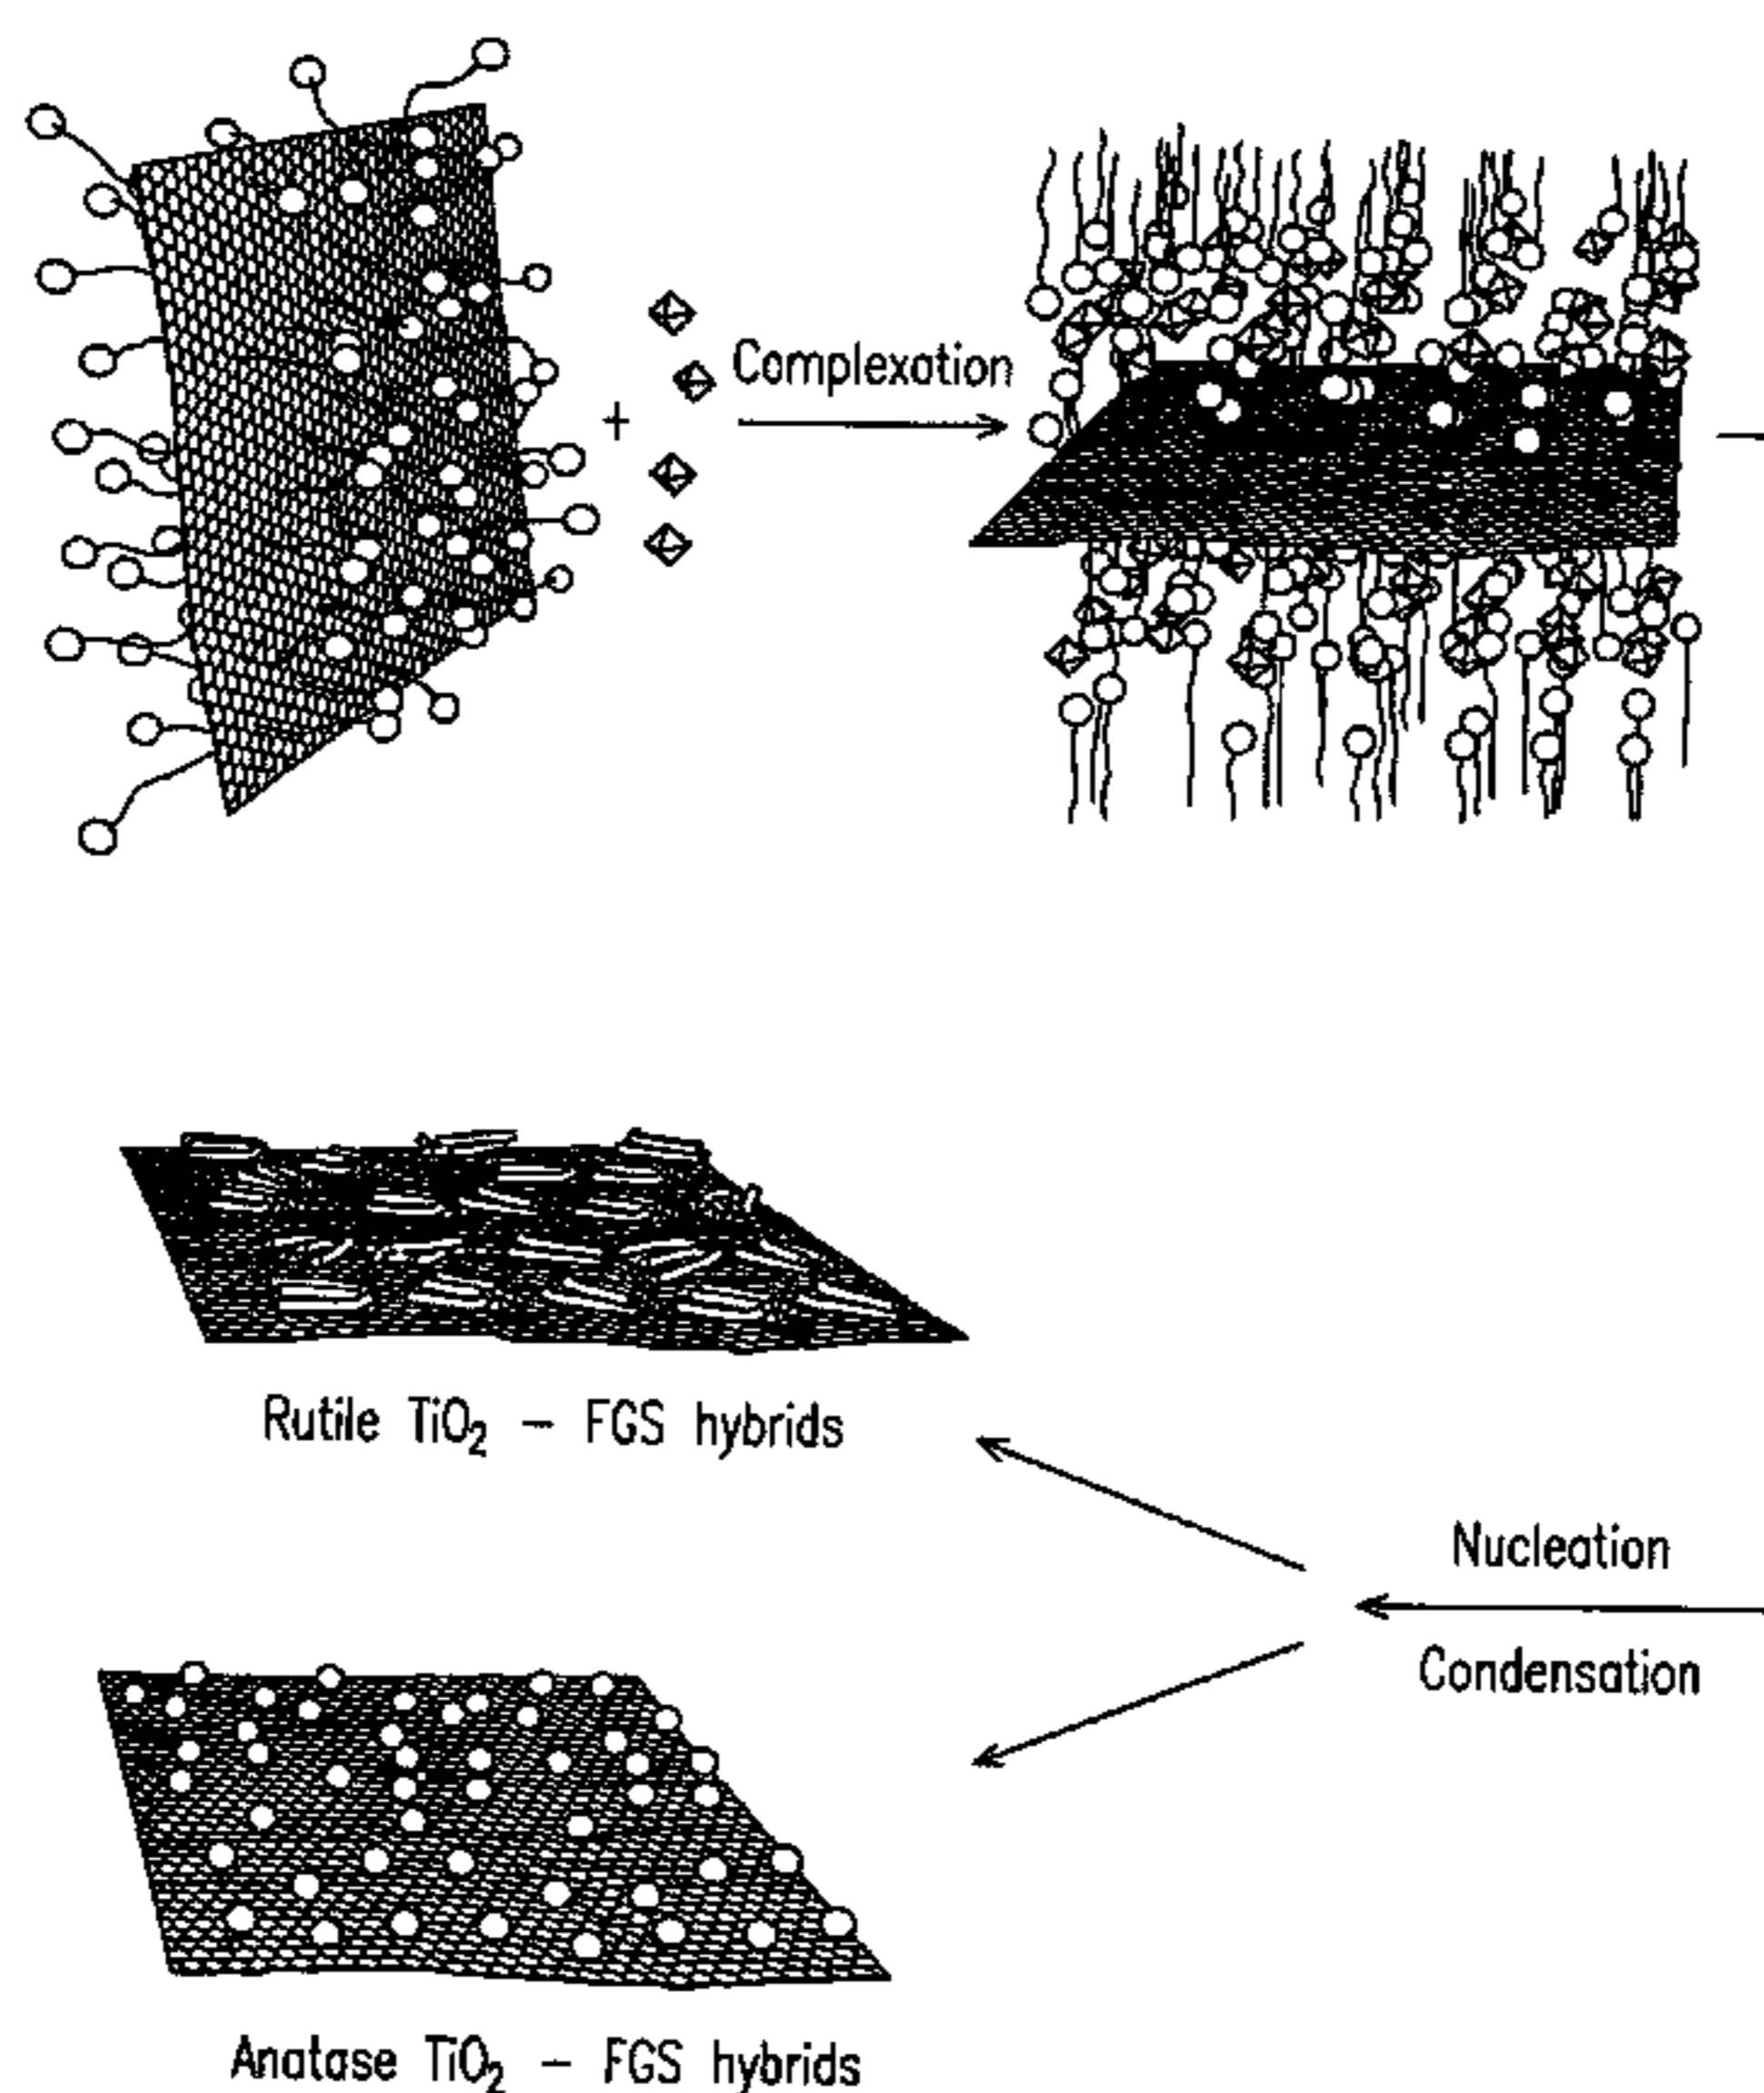 +
Complexation
Rutile TiO₂ – FGS hybrids
Nucleation
Condensation
Anatase TiO₂ – FGS hybrids